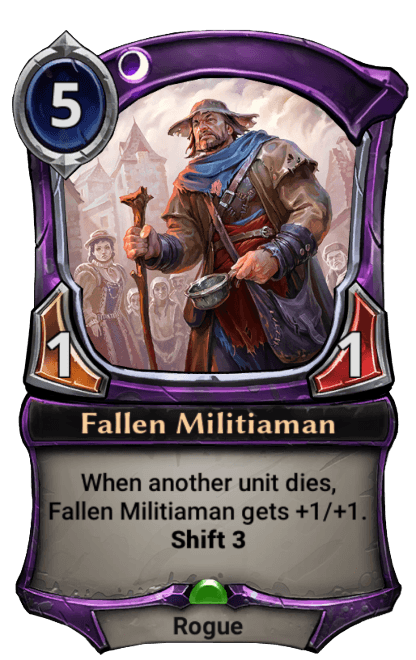 5
1
1
Fallen Militiaman
When another unit dies,
Fallen Militiaman gets +1/+1.
Shift 3
Rogue